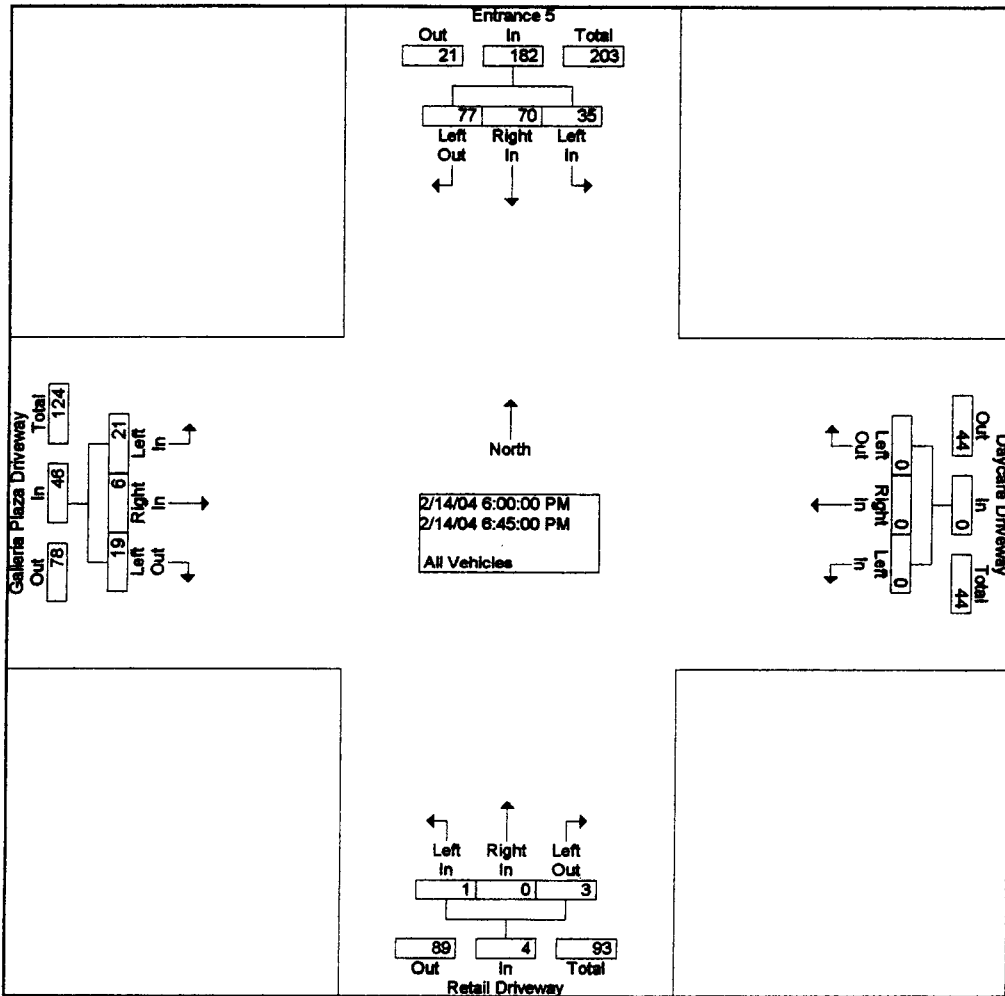 Entrance 5
Out In Total
21 182 203
77 70 35
Left Right Left
Out In In
Galleria Plaza Driveway
Total In Out
124 46 78
21 6 19
Left Right Left
In In Out
North
2/14/04 6:00:00 PM
2/14/04 6:45:00 PM
All Vehicles
Daycare Driveway
Out In Total
44 0 44
0 0 0
Left Right Left
Out In In
Left Right Left
In In Out
1 0 3
89 4 93
Out In Total
Retail Driveway